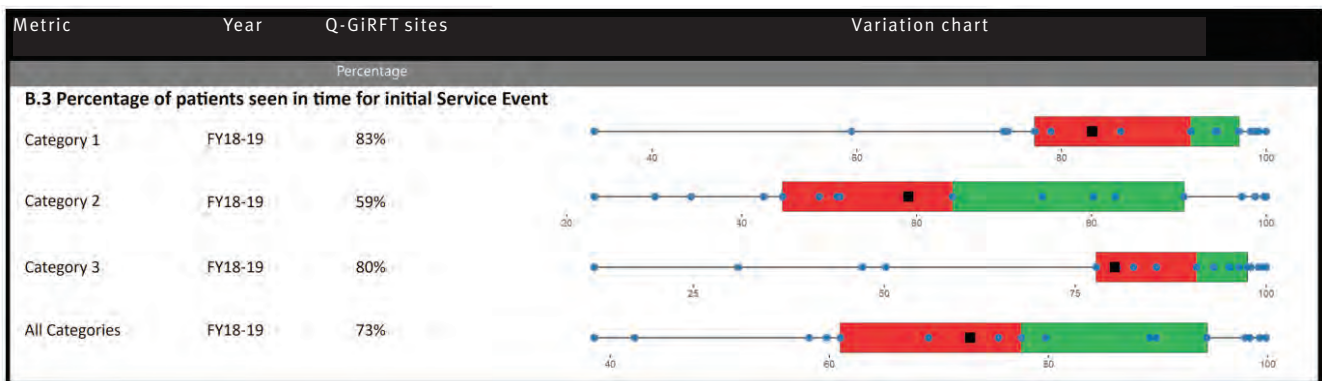 Metric Year Q-GiRFT sites Variation chart
Percentage
B.3 Percentage of patients seen in time for initial Service Event
Category 1 FY18-19 83%
40 60 80 100
Category 2 FY18-19 59%
20 40 60 80 100
Category 3 FY18-19 80%
25 50 75 100
All Categories FY18-19 73%
40 60 80 100